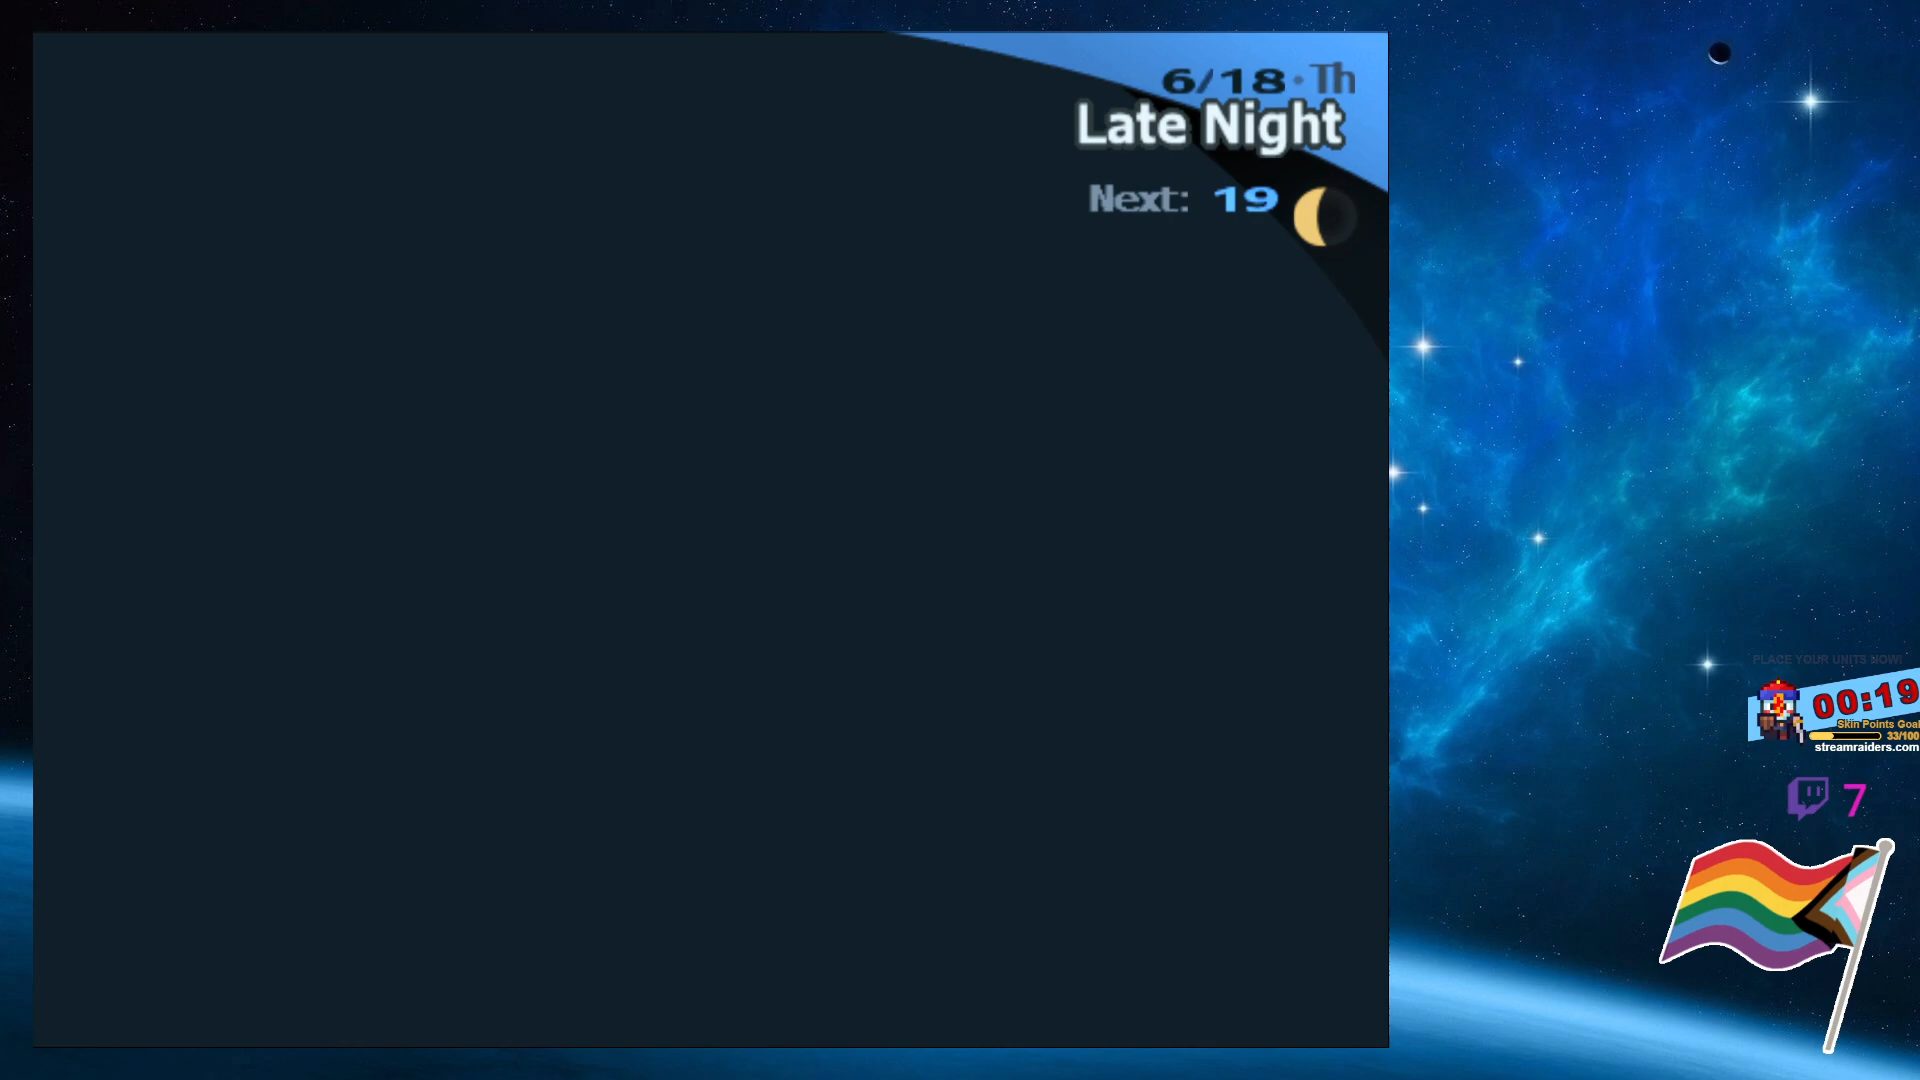 6/18·Th
Late Night
Next: 19
PLACE YOUR UNITS NOW!
00:19
Skin Points Goal
33/100
streamraiders.com
7